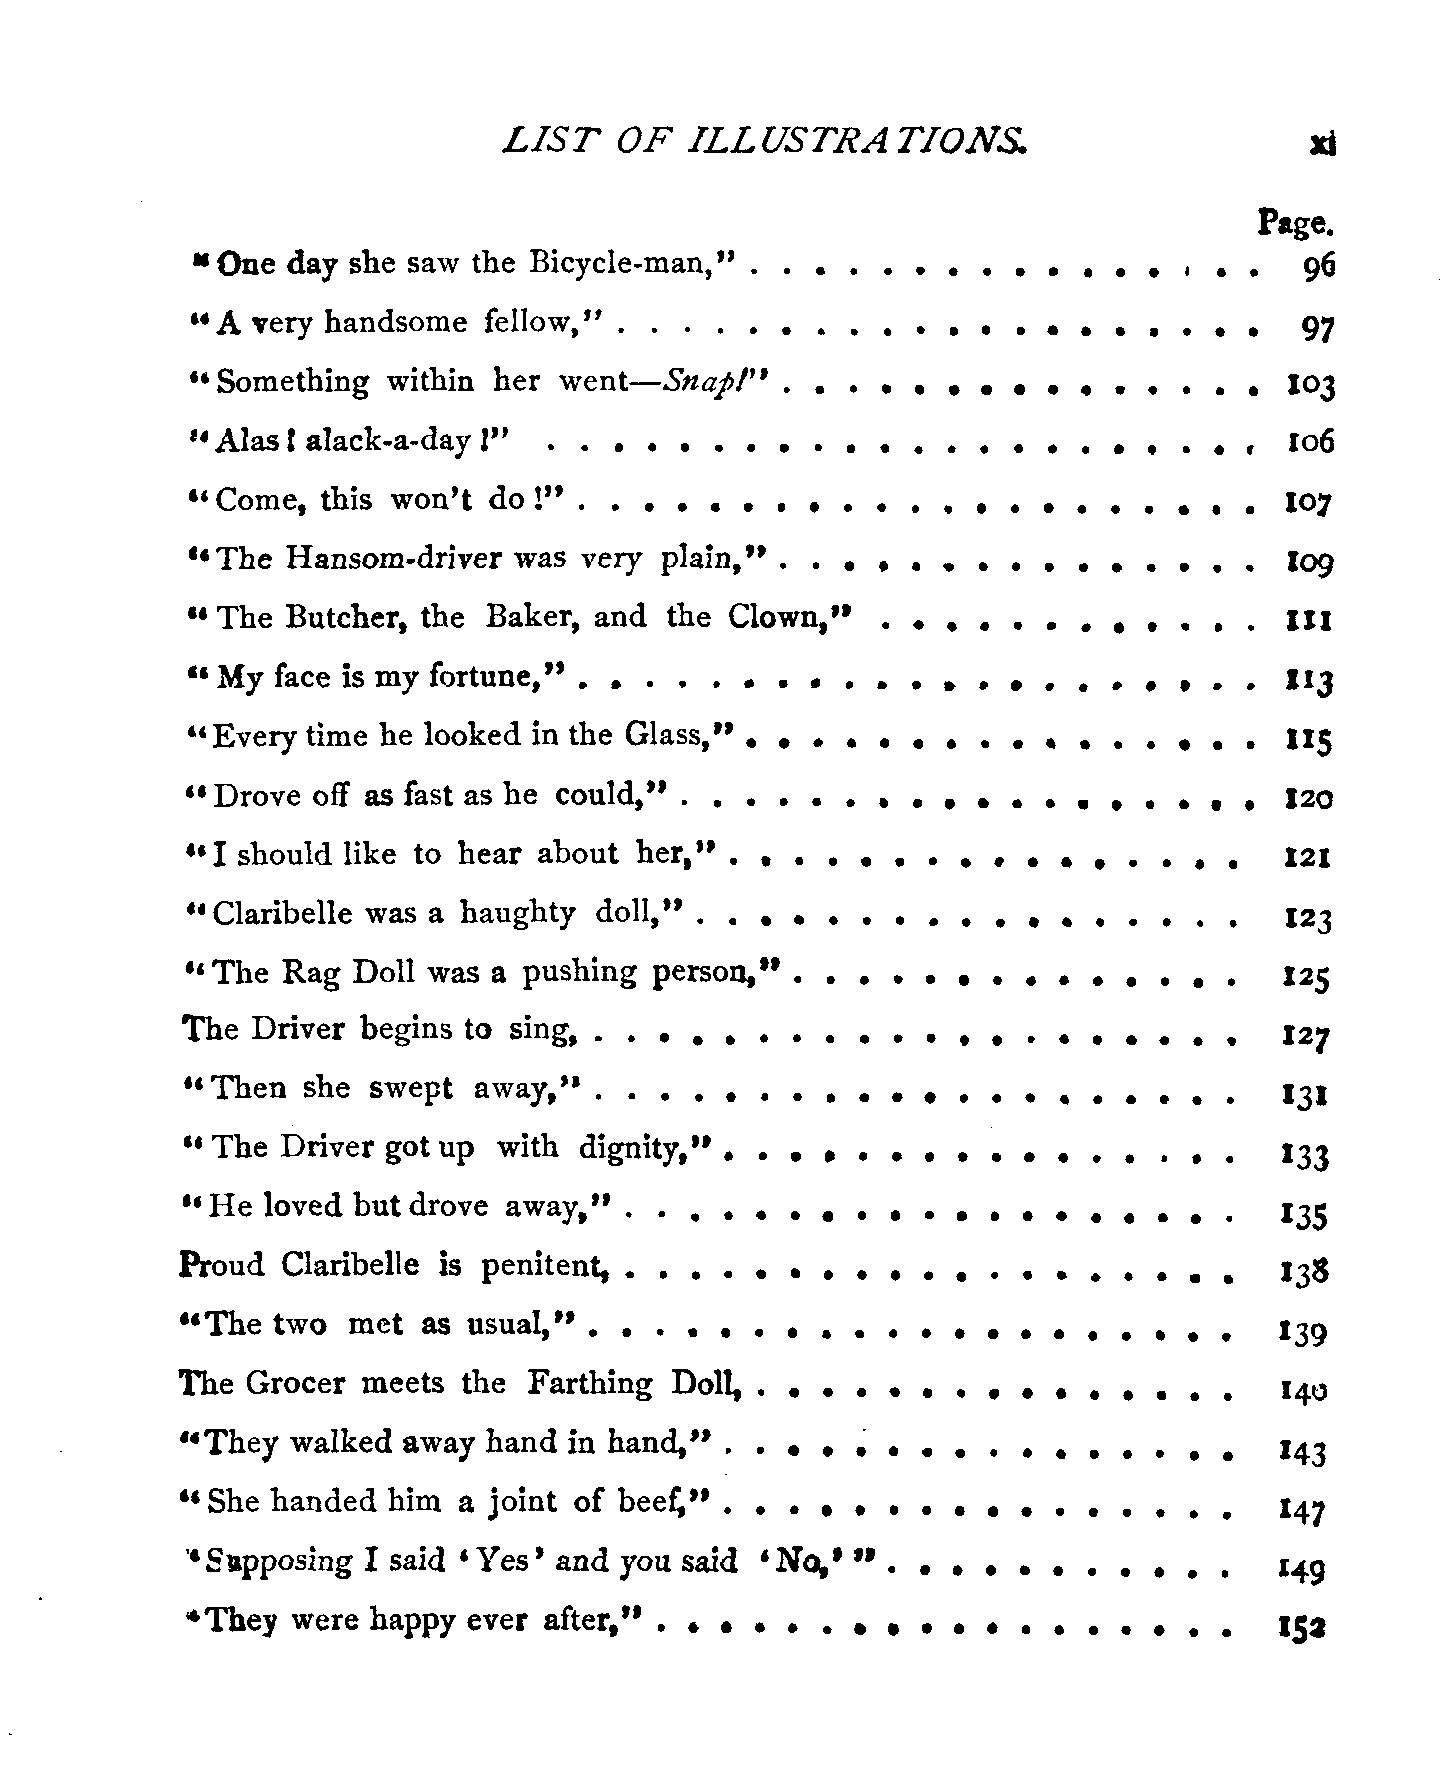 LIST OF ILLUSTRATIONS. xi
Page.
"One day she saw the Bicycle-man," . . . . . . . . . . . . . . . . 96
"A very handsome fellow," . . . . . . . . . . . . . . . . . . . . 97
"Something within her went—Snap!" . . . . . . . . . . . . . . . 103
"Alas! alack-a-day!" . . . . . . . . . . . . . . . . . . . . . . 106
"Come, this won't do!" . . . . . . . . . . . . . . . . . . . . . 107
"The Hansom-driver was very plain," . . . . . . . . . . . . . . . 109
"The Butcher, the Baker, and the Clown," . . . . . . . . . . . . 111
"My face is my fortune," . . . . . . . . . . . . . . . . . . . . . 113
"Every time he looked in the Glass," . . . . . . . . . . . . . . . . 115
"Drove off as fast as he could," . . . . . . . . . . . . . . . . . . 120
"I should like to hear about her," . . . . . . . . . . . . . . . . 121
"Claribelle was a haughty doll," . . . . . . . . . . . . . . . . . 123
"The Rag Doll was a pushing person," . . . . . . . . . . . . . . 125
The Driver begins to sing, . . . . . . . . . . . . . . . . . . . . 127
"Then she swept away," . . . . . . . . . . . . . . . . . . . . 131
"The Driver got up with dignity," . . . . . . . . . . . . . . . . 133
"He loved but drove away," . . . . . . . . . . . . . . . . . . . 135
Proud Claribelle is penitent, . . . . . . . . . . . . . . . . . . . 138
"The two met as usual," . . . . . . . . . . . . . . . . . . . . 139
The Grocer meets the Farthing Doll, . . . . . . . . . . . . . . . 140
"They walked away hand in hand," . . . . . . . . . . . . . . . . 143
"She handed him a joint of beef," . . . . . . . . . . . . . . . . 147
"Supposing I said 'Yes' and you said 'No,'" . . . . . . . . . . . 149
"They were happy ever after," . . . . . . . . . . . . . . . . . . 152